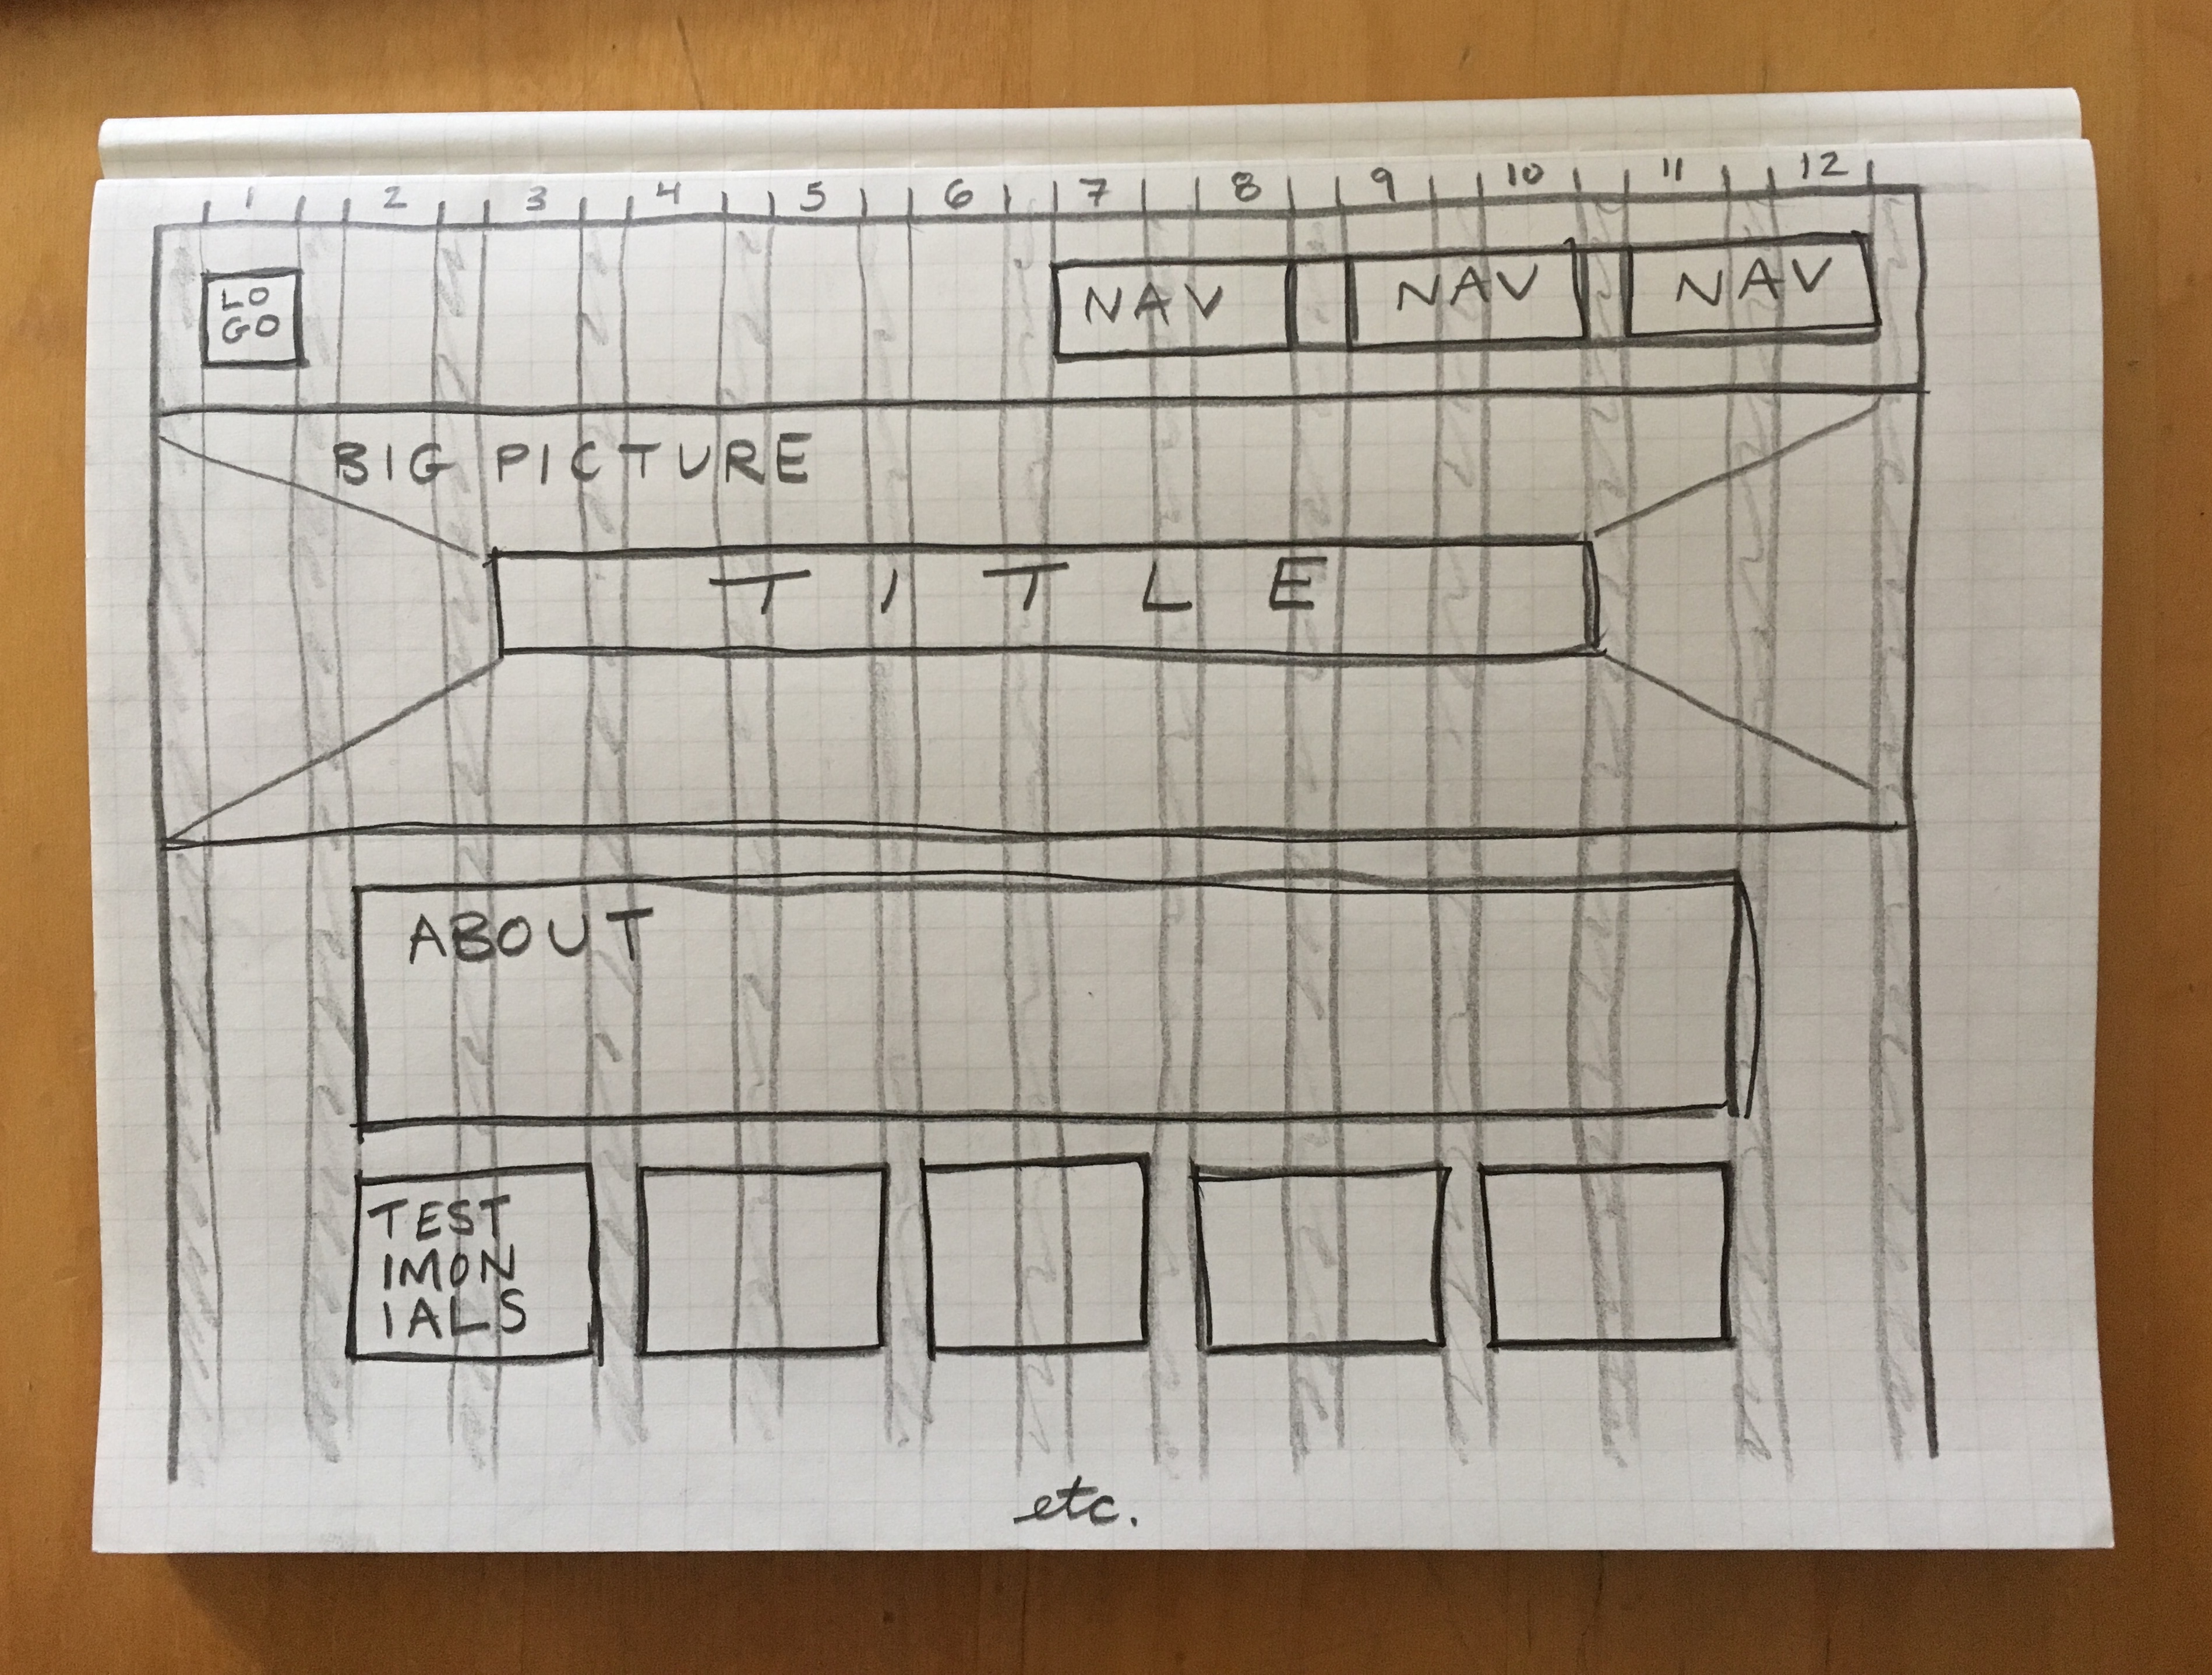 1 2 3 4 5 6 7 8 9 10 11 12
LO
GO
NAV NAV NAV
BIG PICTURE
TITLE
ABOUT
TEST
IMON
IALS
etc.